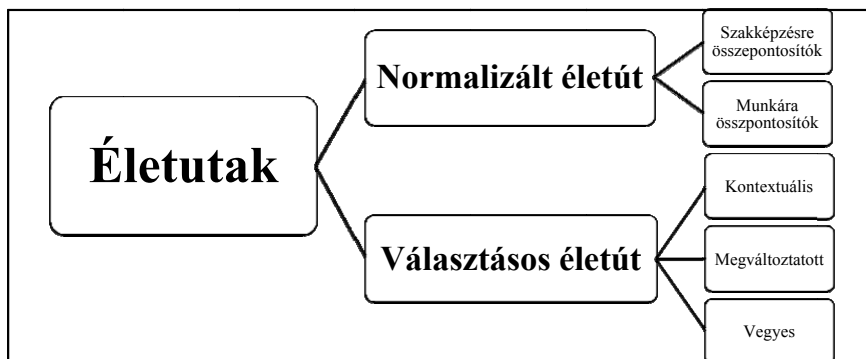 Életutak
Normalizált életút
Szakképzésre
összepontosítók
Munkára
összpontosítók
Választásos életút
Kontextuális
Megváltoztatott
Vegyes